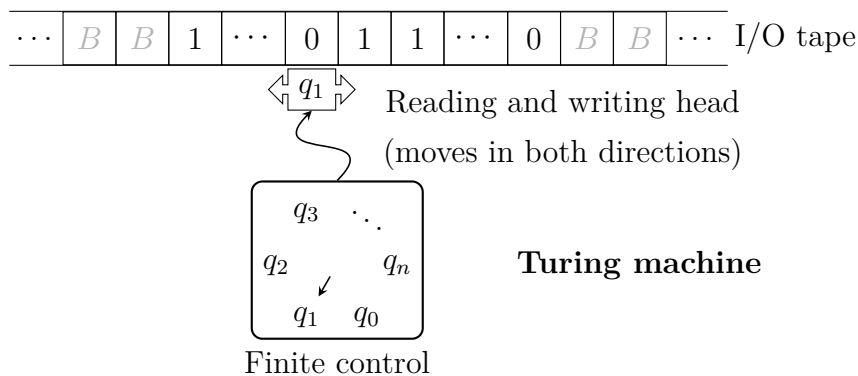 ⋯ B B 1 ⋯ 0 1 1 ⋯ 0 B B ⋯ I/O tape
q₁
Reading and writing head
(moves in both directions)
q₃ ⋱
q₂ qₙ
Turing machine
q₁ q₀
Finite control